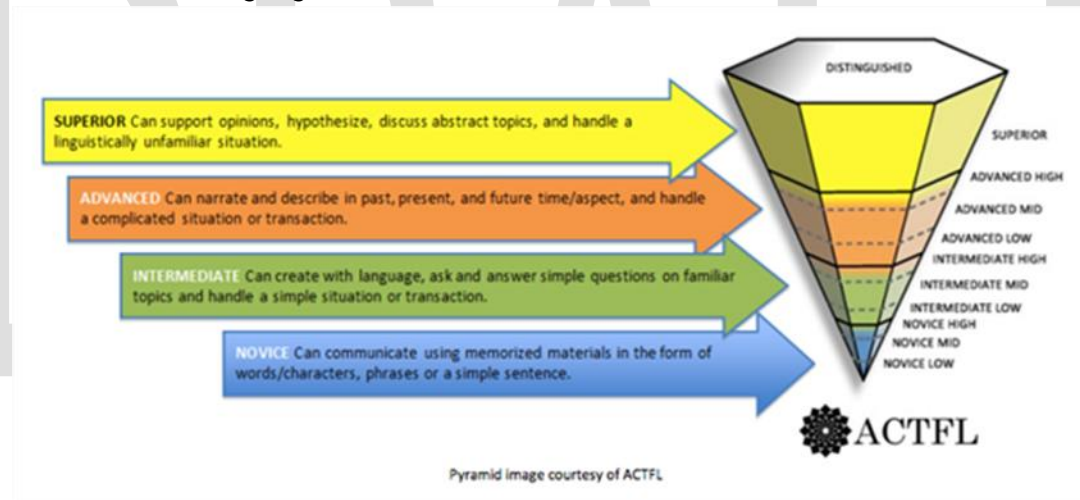 DISTINGUISHED
SUPERIOR Can support opinions, hypothesize, discuss abstract topics, and handle a
linguistically unfamiliar situation.
SUPERIOR
ADVANCED HIGH
ADVANCED Can narrate and describe in past, present, and future time/aspect, and handle
a complicated situation or transaction.
ADVANCED MID
ADVANCED LOW
INTERMEDIATE HIGH
INTERMEDIATE Can create with language, ask and answer simple questions on familiar
topics and handle a simple situation or transaction.
INTERMEDIATE MID
INTERMEDIATE LOW
NOVICE HIGH
NOVICE Can communicate using memorized materials in the form of
words/characters, phrases or a simple sentence.
NOVICE MID
NOVICE LOW
ACTFL
Pyramid image courtesy of ACTFL